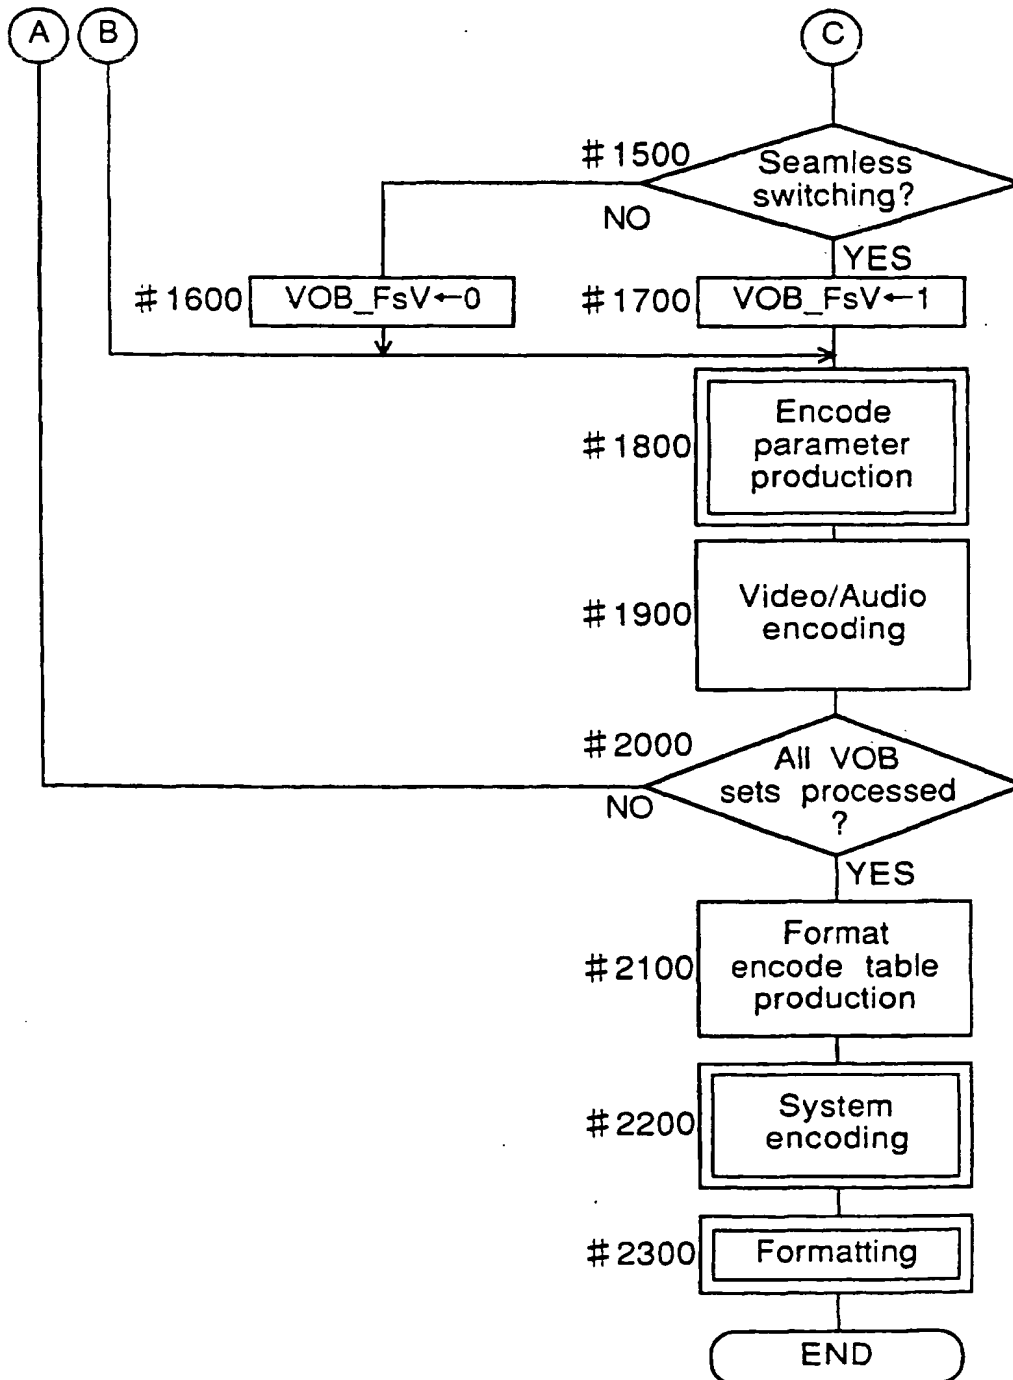 A
B
C
#1500
Seamless
switching?
NO
YES
#1600
VOB_FsV←0
#1700
VOB_FsV←1
#1800
Encode
parameter
production
#1900
Video/Audio
encoding
#2000
All VOB
sets processed
?
NO
YES
#2100
Format
encode table
production
#2200
System
encoding
#2300
Formatting
END